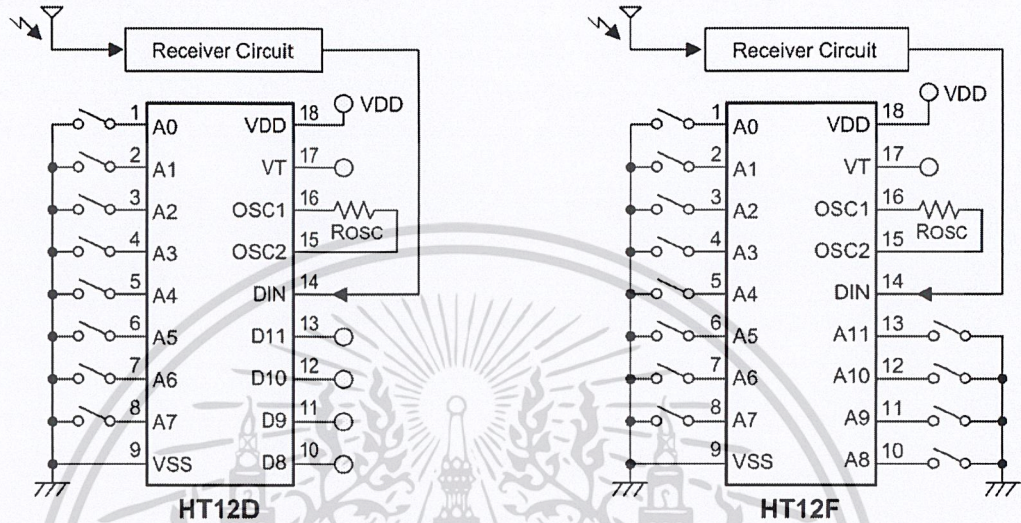 Receiver Circuit
1 A0 VDD 18 VDD
2 A1 VT 17
3 A2 OSC1 16 ROSC
4 A3 OSC2 15
5 A4 DIN 14
6 A5 D11 13
7 A6 D10 12
8 A7 D9 11
9 VSS D8 10
HT12D
Receiver Circuit
1 A0 VDD 18 VDD
2 A1 VT 17
3 A2 OSC1 16 ROSC
4 A3 OSC2 15
5 A4 DIN 14
6 A5 A11 13
7 A6 A10 12
8 A7 A9 11
9 VSS A8 10
HT12F